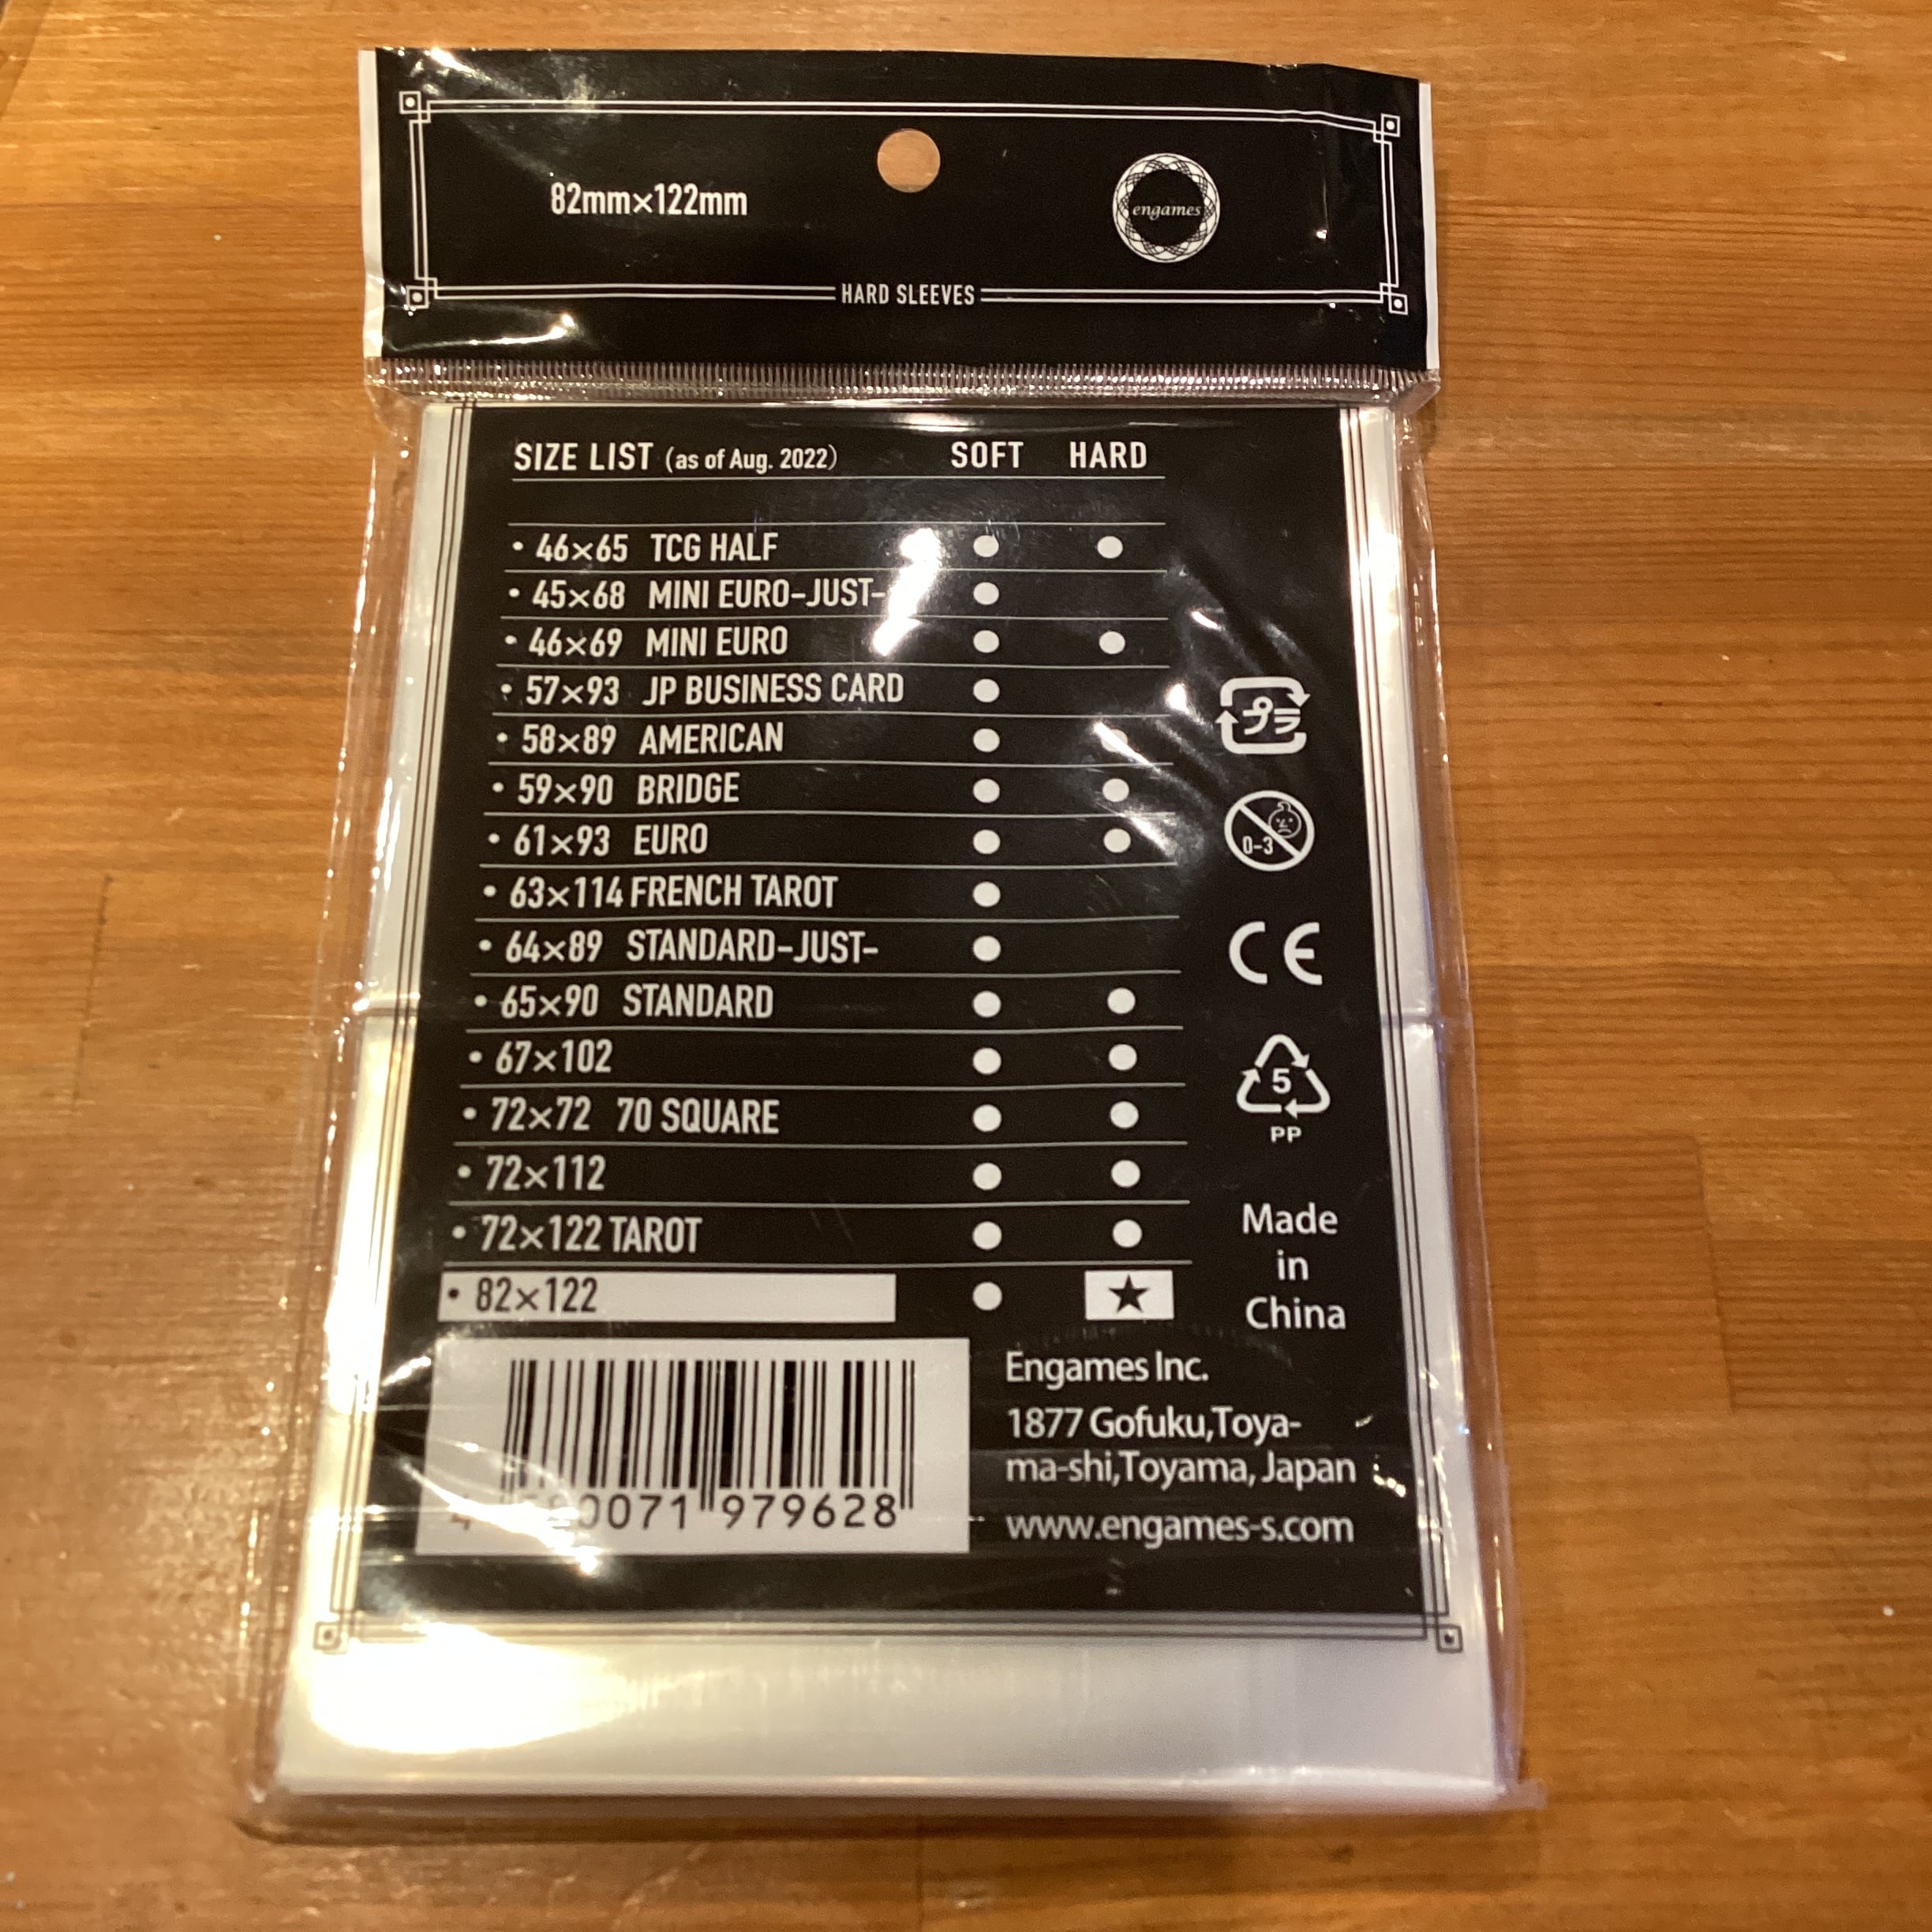 82mm×122mm
engames
HARD SLEEVES
SIZE LIST (as of Aug. 2022) SOFT HARD
• 46×65 TCG HALF ● ●
• 45×68 MINI EURO-JUST- ●
• 46×69 MINI EURO ● ●
• 57×93 JP BUSINESS CARD ●
• 58×89 AMERICAN ● ●
• 59×90 BRIDGE ● ●
• 61×93 EURO ● ●
• 63×114 FRENCH TAROT ●
• 64×89 STANDARD-JUST- ●
• 65×90 STANDARD ● ●
• 67×102 ● ●
• 72×72 70 SQUARE ● ●
• 72×112 ● ●
• 72×122 TAROT ● ●
• 82×122 ● ★
プラ
0-3
CE
5
PP
Made
in
China
979628
Engames Inc.
1877 Gofuku,Toya-
ma-shi,Toyama, Japan
www.engames-s.com